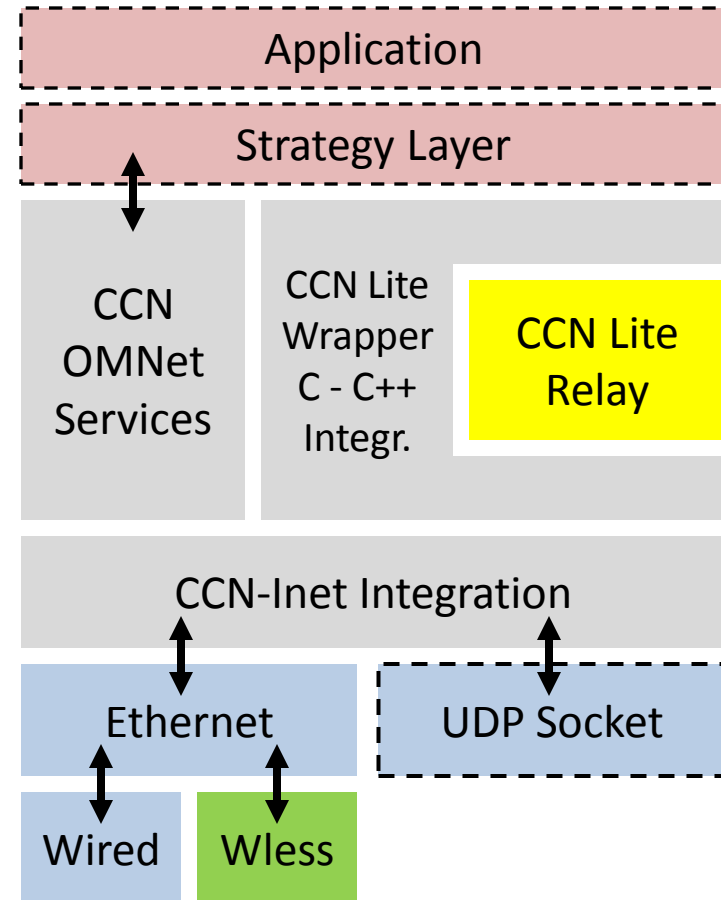 Application
Strategy Layer
CCN
OMNet
Services
CCN Lite
Wrapper
C - C++
Integr.
CCN Lite
Relay
CCN-Inet Integration
Ethernet
UDP Socket
Wired
Wless